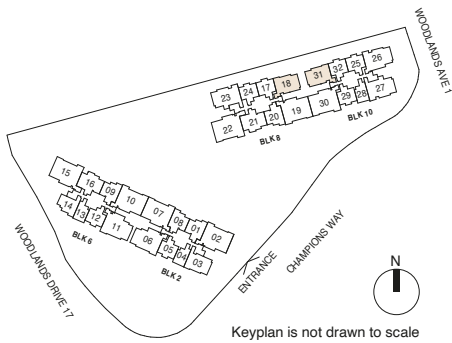 WOODLANDS AVE 1
23 24 17 18 31 32 25 26
22 21 20 19 30 29 28 27
BLK 8
BLK 10
15 16 09 10 07 08 01 02
14 13 12 11 06 05 04 03
BLK 6
BLK 2
WOODLANDS DRIVE 17
ENTRANCE
CHAMPIONS WAY
N
Keyplan is not drawn to scale